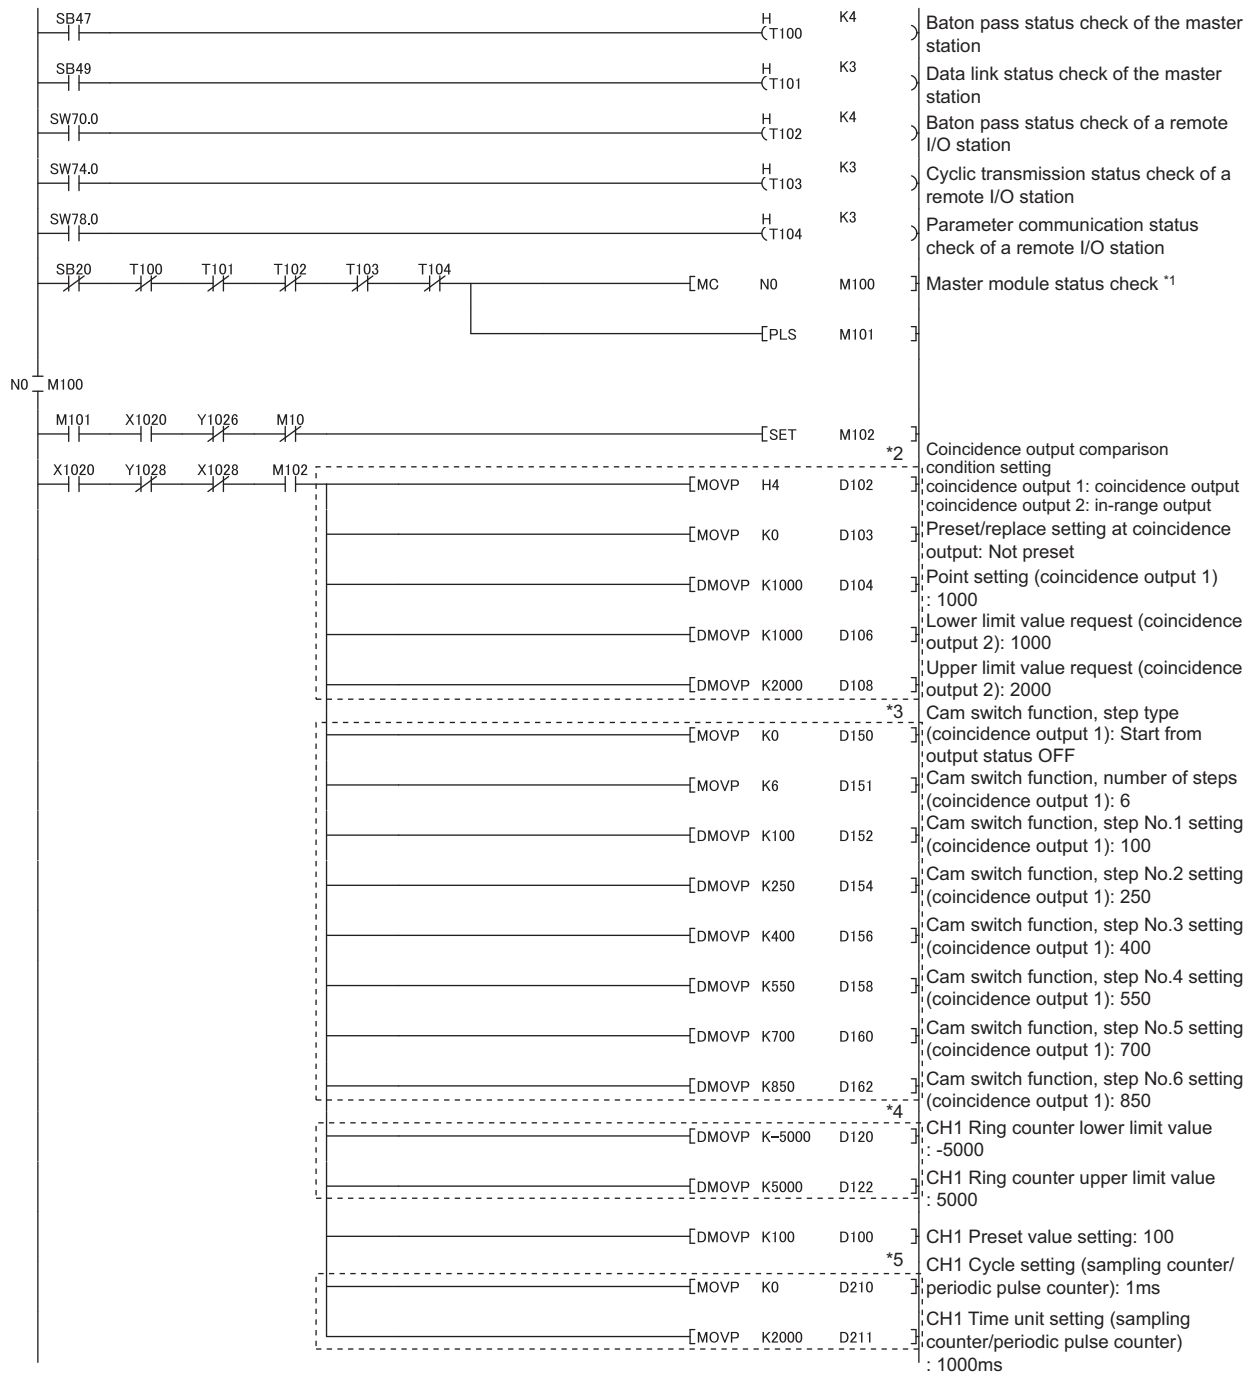 SB47 H K4 T100 Baton pass status check of the master
station
SB49 H K3 T101 Data link status check of the master
station
SW70.0 H K4 T102 Baton pass status check of a remote
I/O station
SW74.0 H K3 T103 Cyclic transmission status check of a
remote I/O station
SW78.0 H K3 T104 Parameter communication status
check of a remote I/O station
SB20 T100 T101 T102 T103 T104 MC N0 M100 Master module status check *1
PLS M101
N0 M100
M101 X1020 Y1026 M10 SET M102
*2 Coincidence output comparison
condition setting
X1020 Y1028 X1028 M102 MOVP H4 D102 coincidence output 1: coincidence output
coincidence output 2: in-range output
MOVP K0 D103 Preset/replace setting at coincidence
output: Not preset
DMOVP K1000 D104 Point setting (coincidence output 1)
: 1000
DMOVP K1000 D106 Lower limit value request (coincidence
output 2): 1000
DMOVP K2000 D108 Upper limit value request (coincidence
output 2): 2000
*3 Cam switch function, step type
MOVP K0 D150 (coincidence output 1): Start from
output status OFF
MOVP K6 D151 Cam switch function, number of steps
(coincidence output 1): 6
DMOVP K100 D152 Cam switch function, step No.1 setting
(coincidence output 1): 100
DMOVP K250 D154 Cam switch function, step No.2 setting
(coincidence output 1): 250
DMOVP K400 D156 Cam switch function, step No.3 setting
(coincidence output 1): 400
DMOVP K550 D158 Cam switch function, step No.4 setting
(coincidence output 1): 550
DMOVP K700 D160 Cam switch function, step No.5 setting
(coincidence output 1): 700
DMOVP K850 D162 Cam switch function, step No.6 setting
(coincidence output 1): 850
*4
DMOVP K-5000 D120 CH1 Ring counter lower limit value
: -5000
DMOVP K5000 D122 CH1 Ring counter upper limit value
: 5000
DMOVP K100 D100 CH1 Preset value setting: 100
*5 CH1 Cycle setting (sampling counter/
MOVP K0 D210 periodic pulse counter): 1ms
CH1 Time unit setting (sampling
MOVP K2000 D211 counter/periodic pulse counter)
: 1000ms